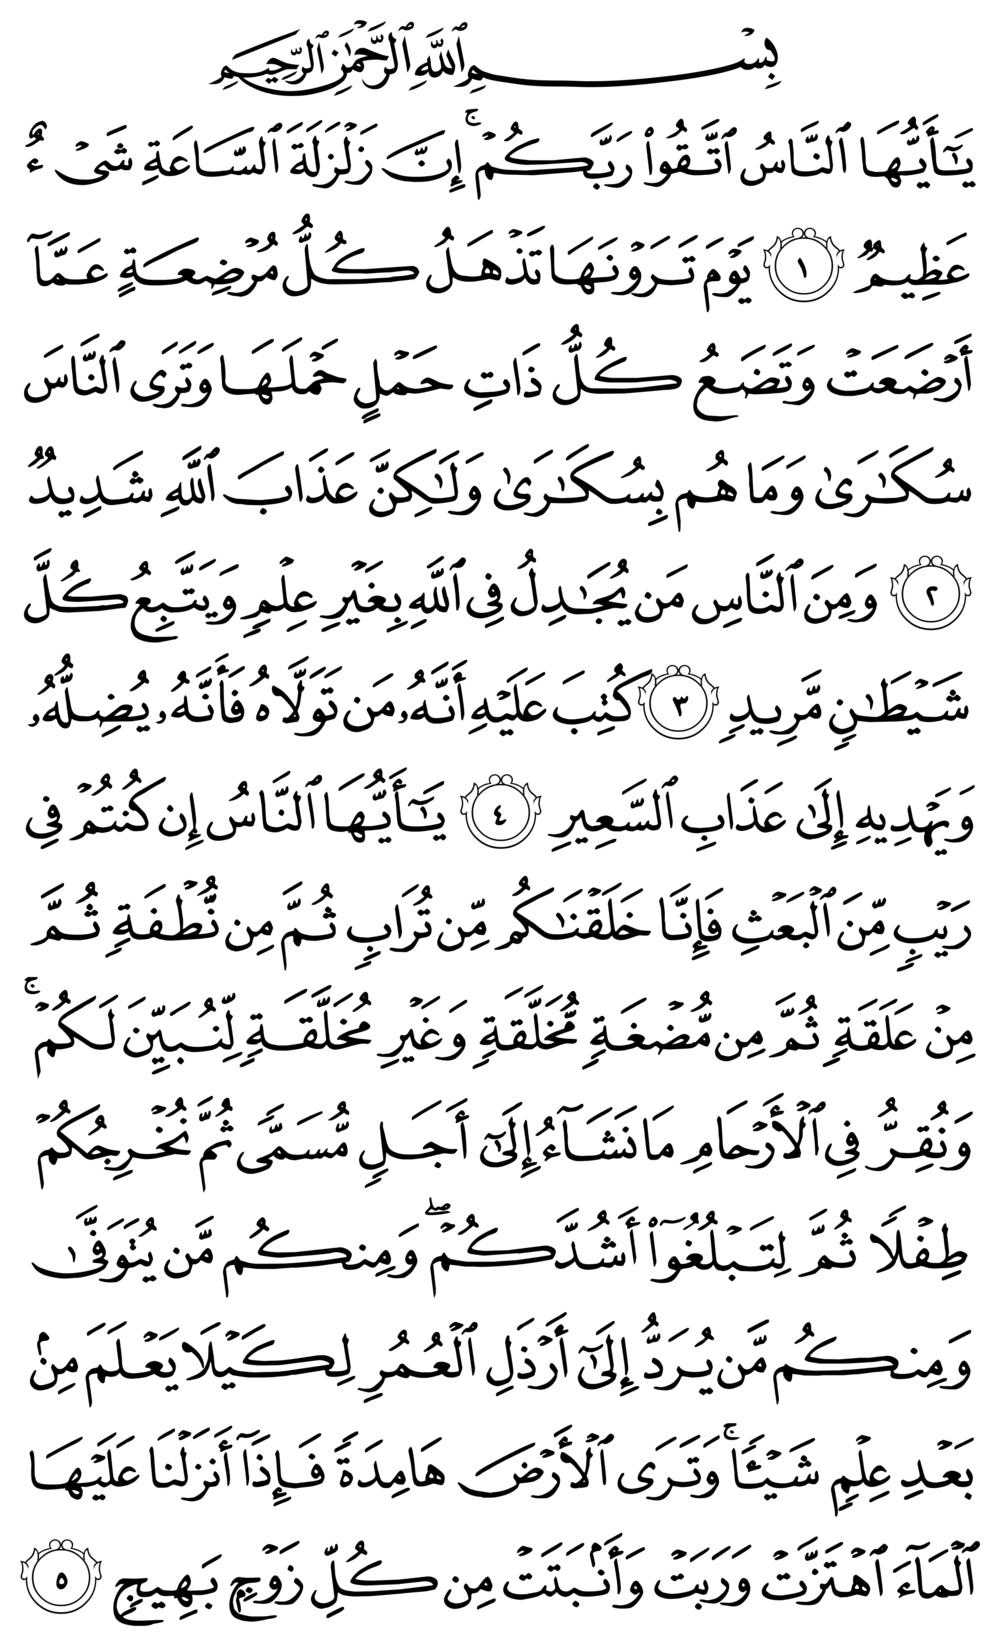 بِسْمِ ٱللَّهِ ٱلرَّحْمَٰنِ ٱلرَّحِيمِ
يَٰٓأَيُّهَا ٱلنَّاسُ ٱتَّقُوا۟ رَبَّكُمْ ۚ إِنَّ زَلْزَلَةَ ٱلسَّاعَةِ شَىْءٌ
عَظِيمٌ ١ يَوْمَ تَرَوْنَهَا تَذْهَلُ كُلُّ مُرْضِعَةٍ عَمَّآ
أَرْضَعَتْ وَتَضَعُ كُلُّ ذَاتِ حَمْلٍ حَمْلَهَا وَتَرَى ٱلنَّاسَ
سُكَٰرَىٰ وَمَا هُم بِسُكَٰرَىٰ وَلَٰكِنَّ عَذَابَ ٱللَّهِ شَدِيدٌ
٢ وَمِنَ ٱلنَّاسِ مَن يُجَٰدِلُ فِى ٱللَّهِ بِغَيْرِ عِلْمٍ وَيَتَّبِعُ كُلَّ
شَيْطَٰنٍ مَّرِيدٍ ٣ كُتِبَ عَلَيْهِ أَنَّهُۥ مَن تَوَلَّاهُ فَأَنَّهُۥ يُضِلُّهُۥ
وَيَهْدِيهِ إِلَىٰ عَذَابِ ٱلسَّعِيرِ ٤ يَٰٓأَيُّهَا ٱلنَّاسُ إِن كُنتُمْ فِى
رَيْبٍ مِّنَ ٱلْبَعْثِ فَإِنَّا خَلَقْنَٰكُم مِّن تُرَابٍ ثُمَّ مِن نُّطْفَةٍ ثُمَّ
مِنْ عَلَقَةٍ ثُمَّ مِن مُّضْغَةٍ مُّخَلَّقَةٍ وَغَيْرِ مُخَلَّقَةٍ لِّنُبَيِّنَ لَكُمْ ۚ
وَنُقِرُّ فِى ٱلْأَرْحَامِ مَا نَشَآءُ إِلَىٰٓ أَجَلٍ مُّسَمًّى ثُمَّ نُخْرِجُكُمْ
طِفْلًا ثُمَّ لِتَبْلُغُوٓا۟ أَشُدَّكُمْ ۖ وَمِنكُم مَّن يُتَوَفَّىٰ
وَمِنكُم مَّن يُرَدُّ إِلَىٰٓ أَرْذَلِ ٱلْعُمُرِ لِكَيْلَا يَعْلَمَ مِنۢ
بَعْدِ عِلْمٍ شَيْـًٔا ۚ وَتَرَى ٱلْأَرْضَ هَامِدَةً فَإِذَآ أَنزَلْنَا عَلَيْهَا
ٱلْمَآءَ ٱهْتَزَّتْ وَرَبَتْ وَأَنۢبَتَتْ مِن كُلِّ زَوْجٍۭ بَهِيجٍ ٥